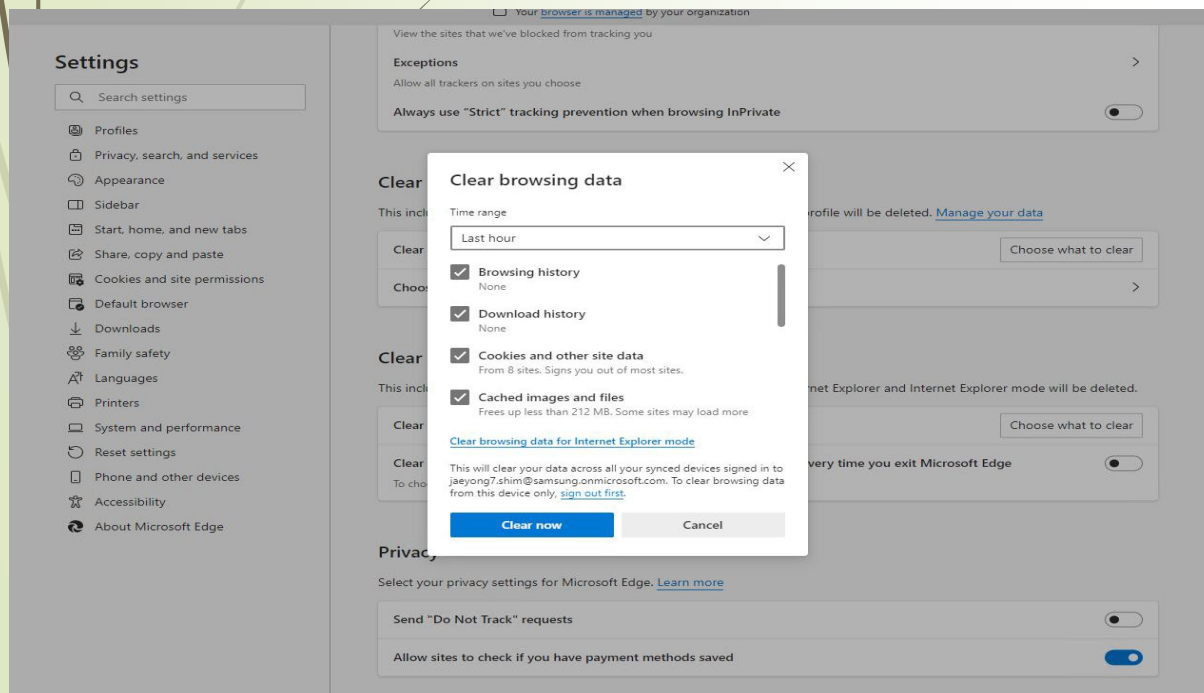 Your browser is managed by your organization
Settings
Search settings
Profiles
Privacy, search, and services
Appearance
Sidebar
Start, home, and new tabs
Share, copy and paste
Cookies and site permissions
Default browser
Downloads
Family safety
Languages
Printers
System and performance
Reset settings
Phone and other devices
Accessibility
About Microsoft Edge
View the sites that we've blocked from tracking you
Exceptions
Allow all trackers on sites you choose
Always use "Strict" tracking prevention when browsing InPrivate
Clear
This incl rofile will be deleted. Manage your data
Clear Choose what to clear
Choo
Clear
This incl net Explorer and Internet Explorer mode will be deleted.
Clear Choose what to clear
Clear very time you exit Microsoft Edge
To cho
Clear browsing data
Time range
Last hour
Browsing history
None
Download history
None
Cookies and other site data
From 8 sites. Signs you out of most sites.
Cached images and files
Frees up less than 212 MB. Some sites may load more
Clear browsing data for Internet Explorer mode
This will clear your data across all your synced devices signed in to
jaeyong7.shim@samsung.onmicrosoft.com. To clear browsing data
from this device only, sign out first.
Clear now
Cancel
Privac
Select your privacy settings for Microsoft Edge. Learn more
Send "Do Not Track" requests
Allow sites to check if you have payment methods saved